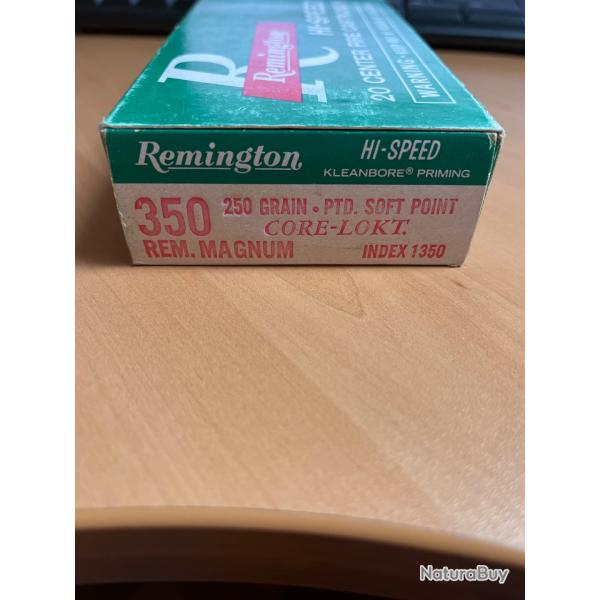 R
Remington
HI-SPEED
20 CENTER FIRE
WARNING • KEEP
Remington
HI-SPEED
KLEANBORE® PRIMING
350 250 GRAIN • PTD. SOFT POINT
CORE-LOKT.
REM. MAGNUM INDEX 1350
NaturaBuy